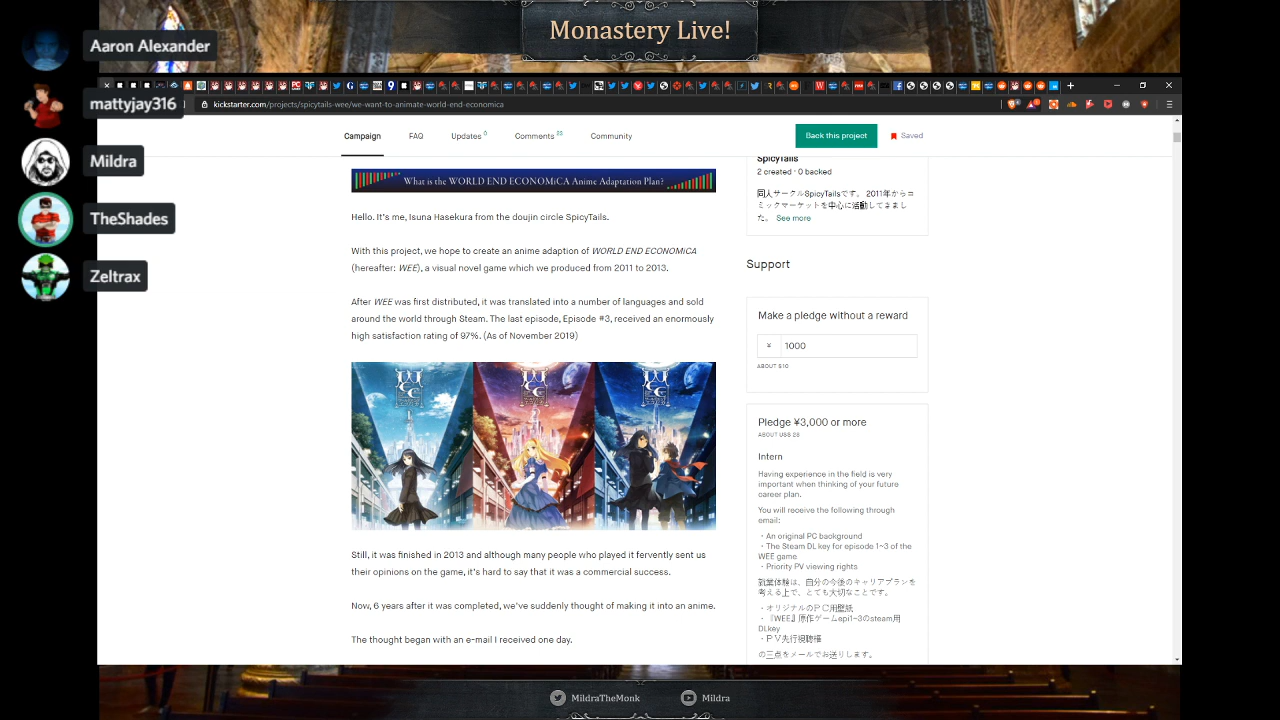 Monastery Live!
Aaron Alexander
mattyjay316
Mildra
TheShades
Zeltrax
kickstarter.com/projects/spicytails-wee/we-want-to-animate-world-end-economica
Campaign
FAQ
Updates 0
Comments 23
Community
Back this project
Saved
What is the WORLD END ECONOMiCA Anime Adaptation Plan?
Hello. It's me, Isuna Hasekura from the doujin circle SpicyTails.
With this project, we hope to create an anime adaption of WORLD END ECONOMiCA
(hereafter: WEE), a visual novel game which we produced from 2011 to 2013.
After WEE was first distributed, it was translated into a number of languages and sold
around the world through Steam. The last episode, Episode #3, received an enormously
high satisfaction rating of 97%. (As of November 2019)
Still, it was finished in 2013 and although many people who played it fervently sent us
their opinions on the game, it's hard to say that it was a commercial success.
Now, 6 years after it was completed, we've suddenly thought of making it into an anime.
The thought began with an e-mail I received one day.
SpicyTails
2 created · 0 backed
同人サークルSpicyTailsです。 2011年からコ
ミックマーケットを中心に活動してきまし
た。 See more
Support
Make a pledge without a reward
¥ 1000
ABOUT $10
Pledge ¥3,000 or more
ABOUT US$ 28
Intern
Having experience in the field is very
important when thinking of your future
career plan.
You will receive the following through
email:
・An original PC background
・The Steam DL key for episode 1~3 of the
WEE game
・Priority PV viewing rights
就業体験は、自分の今後のキャリアプランを
考える上で、とても大切なことです。
・オリジナルのＰＣ用壁紙
・『WEE』原作ゲームepi1~3のsteam用
DLkey
・ＰＶ先行視聴権
の三点をメールでお送りします。
MildraTheMonk
Mildra